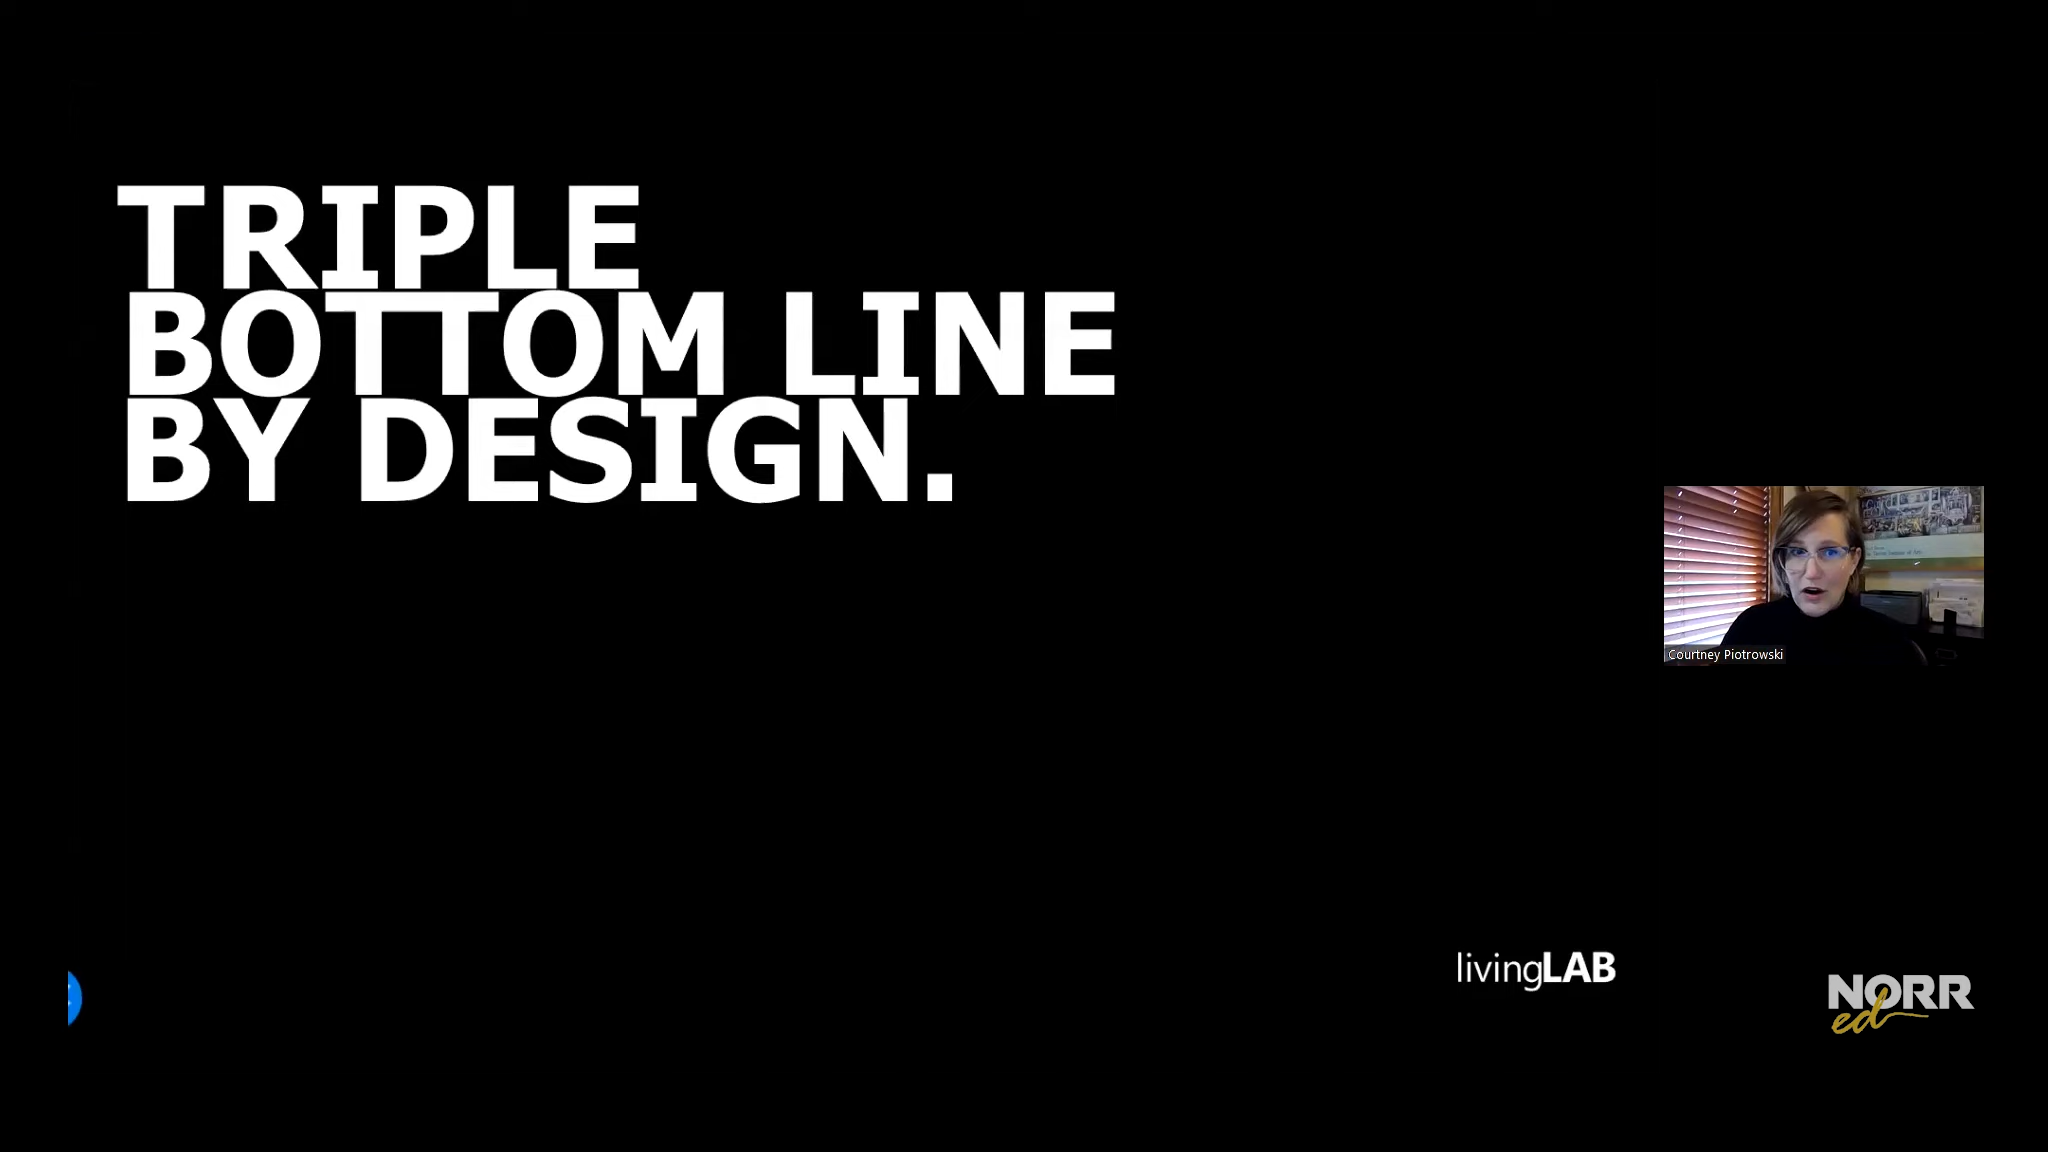 TRIPLE
BOTTOM LINE
BY DESIGN.
Courtney Piotrowski
livingLAB
NORR
ed